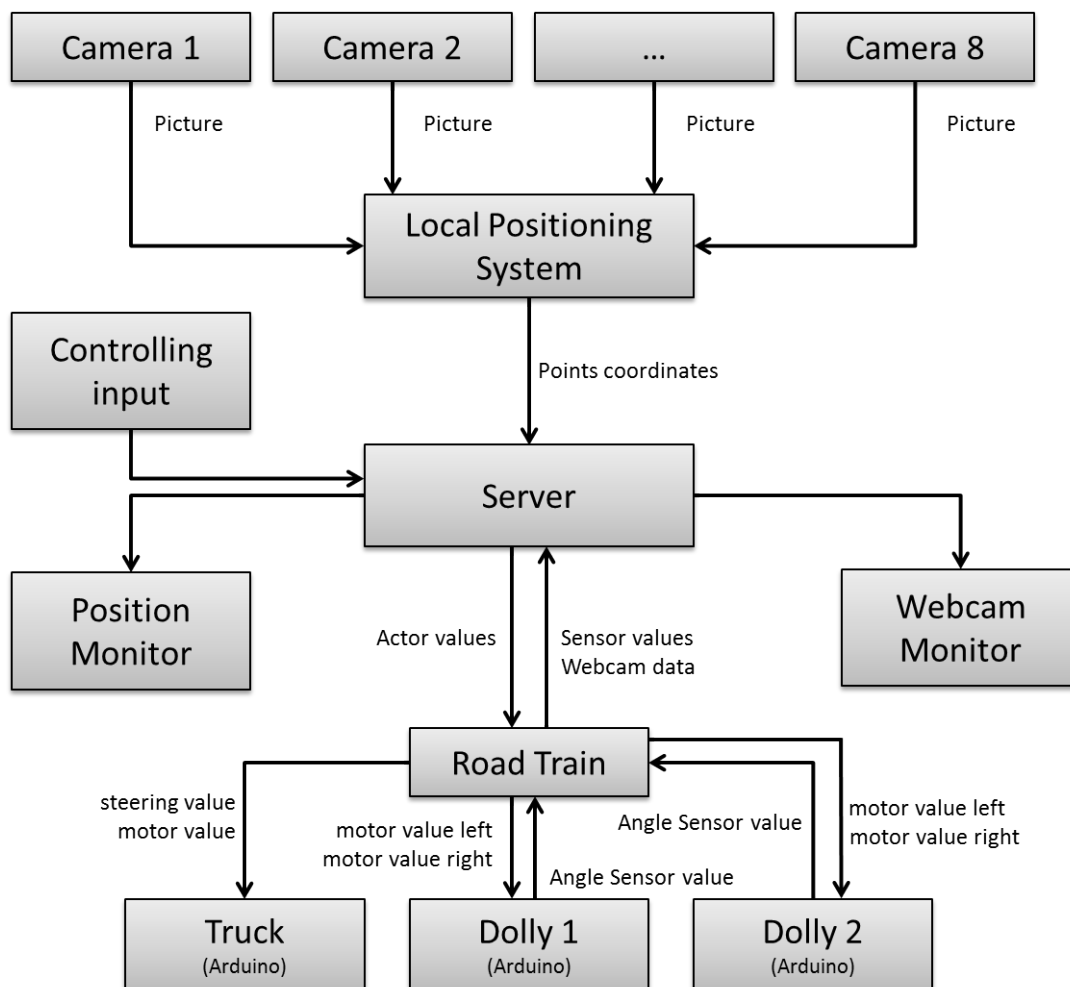 Camera 1
Camera 2
...
Camera 8
Picture
Picture
Picture
Picture
Local Positioning
System
Controlling
input
Points coordinates
Server
Position
Monitor
Webcam
Monitor
Actor values
Sensor values
Webcam data
Road Train
steering value
motor value
motor value left
motor value right
Angle Sensor value
Angle Sensor value
motor value left
motor value right
Truck
(Arduino)
Dolly 1
(Arduino)
Dolly 2
(Arduino)